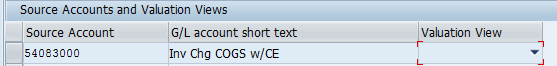 Source Accounts and Valuation Views
Source Account G/L account short text Valuation View
54083000 Inv Chg COGS w/CE